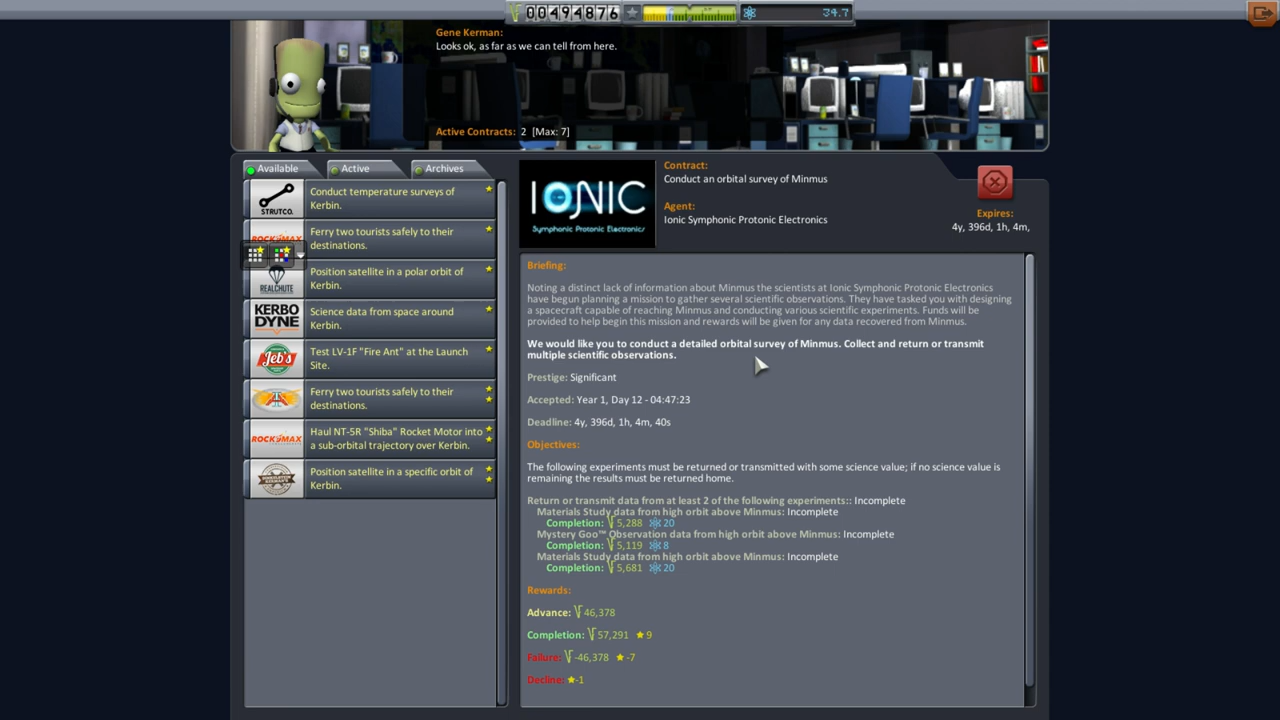 00494876
34.7
Gene Kerman:
Looks ok, as far as we can tell from here.
Active Contracts: 2 [Max: 7]
Available
Active
Archives
STRUTCO.
Conduct temperature surveys of
Kerbin.
ROCKOMAX
Ferry two tourists safely to their
destinations.
REALCHUTE
Position satellite in a polar orbit of
Kerbin.
KERBO
DYNE
Science data from space around
Kerbin.
Jeb's
Test LV-1F "Fire Ant" at the Launch
Site.
Ferry two tourists safely to their
destinations.
ROCKOMAX
Haul NT-5R "Shiba" Rocket Motor into
a sub-orbital trajectory over Kerbin.
Position satellite in a specific orbit of
Kerbin.
IONIC
Symphonic Protonic Electronics
Contract:
Conduct an orbital survey of Minmus
Agent:
Ionic Symphonic Protonic Electronics
Expires:
4y, 396d, 1h, 4m,
Briefing:
Noting a distinct lack of information about Minmus the scientists at Ionic Symphonic Protonic Electronics
have begun planning a mission to gather several scientific observations. They have tasked you with designing
a spacecraft capable of reaching Minmus and conducting various scientific experiments. Funds will be
provided to help begin this mission and rewards will be given for any data recovered from Minmus.
We would like you to conduct a detailed orbital survey of Minmus. Collect and return or transmit
multiple scientific observations.
Prestige: Significant
Accepted: Year 1, Day 12 - 04:47:23
Deadline: 4y, 396d, 1h, 4m, 40s
Objectives:
The following experiments must be returned or transmitted with some science value; if no science value is
remaining the results must be returned home.
Return or transmit data from at least 2 of the following experiments:: Incomplete
Materials Study data from high orbit above Minmus: Incomplete
Completion: 5,288 20
Mystery Goo™ Observation data from high orbit above Minmus: Incomplete
Completion: 5,119 8
Materials Study data from high orbit above Minmus: Incomplete
Completion: 5,681 20
Rewards:
Advance: 46,378
Completion: 57,291 9
Failure: -46,378 -7
Decline: -1